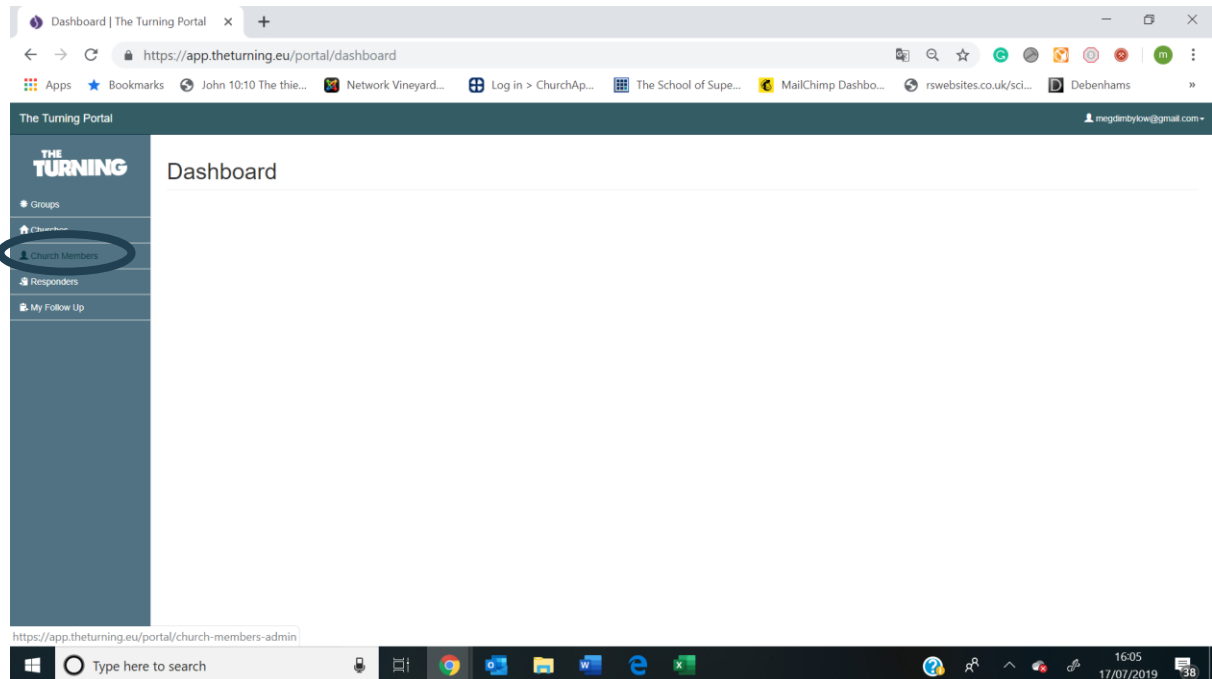 Dashboard | The Turning Portal
https://app.theturning.eu/portal/dashboard
m
Apps Bookmarks John 10:10 The thie... Network Vineyard... Log in > ChurchAp... The School of Supe... MailChimp Dashbo... rswebsites.co.uk/sci... Debenhams »
The Turning Portal megdimbylow@gmail.com
THE
TURNING
Dashboard
Groups
Churches
Church Members
Responders
My Follow Up
https://app.theturning.eu/portal/church-members-admin
Type here to search
16:05
17/07/2019
38